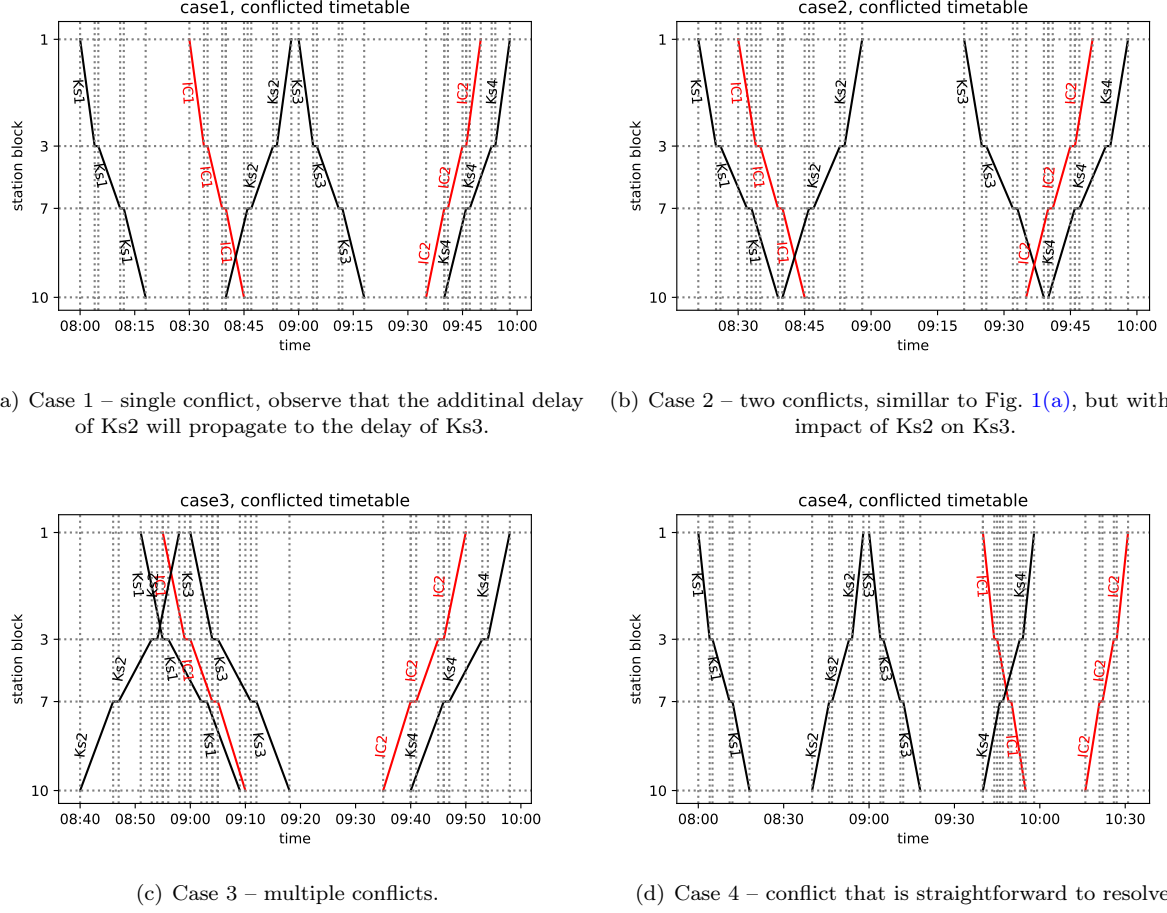 case1, conflicted timetable
station block
1
3
7
10
Ks1
Ks1
Ks1
IC1
IC1
IC1
Ks2
Ks2
Ks3
Ks3
Ks3
IC2
IC2
IC2
Ks4
Ks4
Ks4
08:00 08:15 08:30 08:45 09:00 09:15 09:30 09:45 10:00
time
case2, conflicted timetable
station block
1
3
7
10
Ks1
Ks1
Ks1
IC1
IC1
IC1
Ks2
Ks2
Ks3
Ks3
IC2
IC2
IC2
Ks4
Ks4
Ks4
08:30 08:45 09:00 09:15 09:30 09:45 10:00
time
a) Case 1 – single conflict, observe that the additinal delay
of Ks2 will propagate to the delay of Ks3.
(b) Case 2 – two conflicts, simillar to Fig. 1(a), but with
impact of Ks2 on Ks3.
case3, conflicted timetable
station block
1
3
7
10
Ks1
Ks1
Ks1
Ks2
Ks2
IC1
IC1
Ks3
Ks3
Ks3
IC2
IC2
IC2
Ks4
Ks4
Ks4
08:40 08:50 09:00 09:10 09:20 09:30 09:40 09:50 10:00
time
case4, conflicted timetable
station block
1
3
7
10
Ks1
Ks1
Ks1
Ks2
Ks2
Ks2
Ks3
Ks3
Ks3
IC1
IC1
Ks4
Ks4
IC2
IC2
IC2
08:00 08:30 09:00 09:30 10:00 10:30
time
(c) Case 3 – multiple conflicts.
(d) Case 4 – conflict that is straightforward to resolve